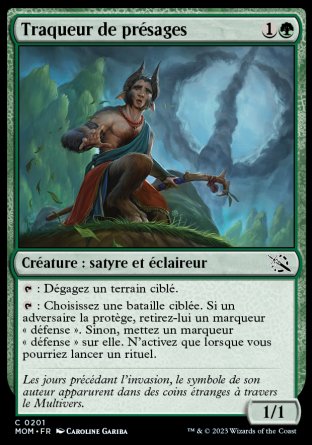 Traqueur de présages 1
Créature : satyre et éclaireur
: Dégagez un terrain ciblé.
: Choisissez une bataille ciblée. Si un
adversaire la protège, retirez-lui un marqueur
« défense ». Sinon, mettez un marqueur
« défense » sur elle. N'activez que lorsque vous
pourriez lancer un rituel.
Les jours précédant l'invasion, le symbole de son
auteur apparurent dans des coins étranges à travers
le Multivers.
1/1
C 0201
MOM • FR Caroline Gariba
™ & © 2023 Wizards of the Coast